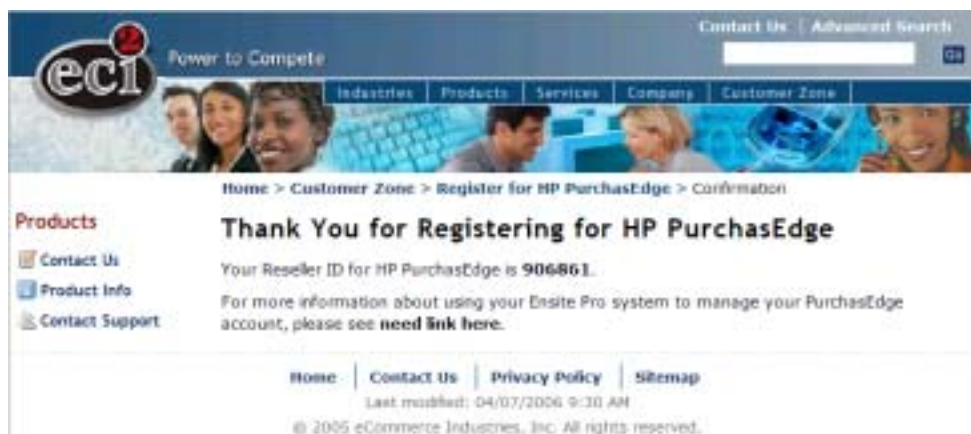 Contact Us | Advanced Search
eci2
Power to Compete
Go
Industries | Products | Services | Company | Customer Zone
Home > Customer Zone > Register for HP PurchasEdge > Confirmation
Products
Thank You for Registering for HP PurchasEdge
Contact Us
Your Reseller ID for HP PurchasEdge is 906861.
Product Info
For more information about using your Ensite Pro system to manage your PurchasEdge
Contact Support
account, please see need link here.
Home | Contact Us | Privacy Policy | Sitemap
Last modified: 04/07/2006 9:30 AM
© 2005 eCommerce Industries, Inc. All rights reserved.